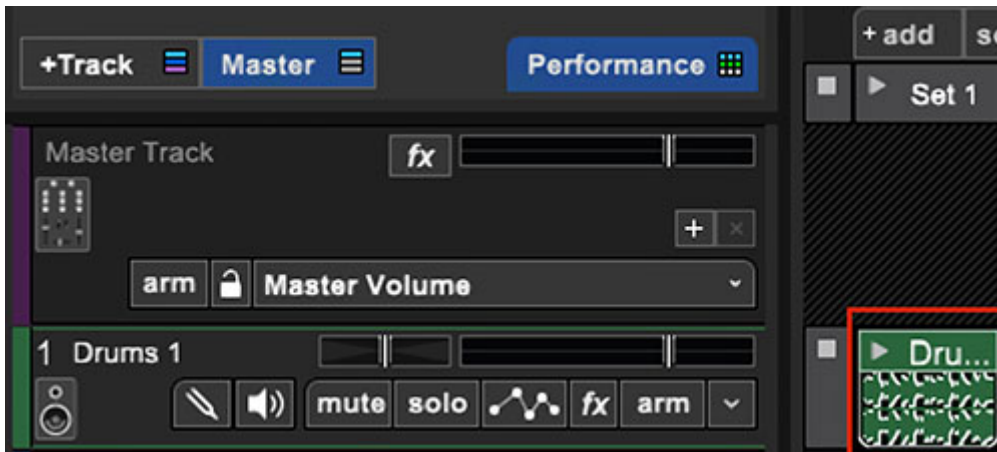 + add
+Track Master Performance
Set 1
Master Track fx
arm Master Volume
1 Drums 1
Dru...
mute solo fx arm